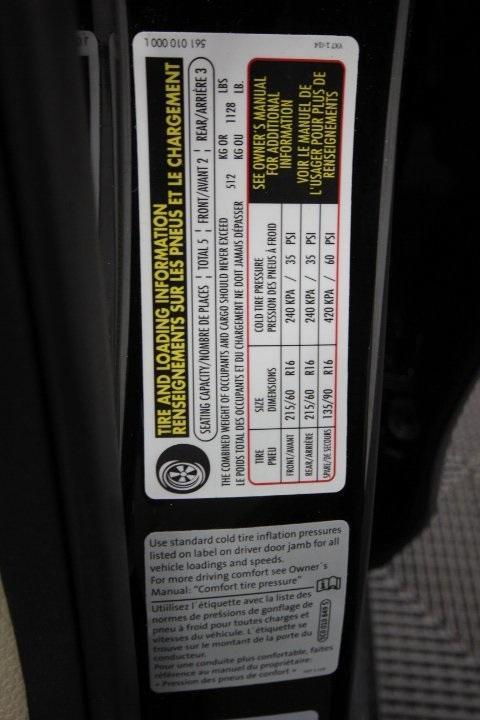 561 010 000 L
VX7 1-/14
TIRE AND LOADING INFORMATION
RENSEIGNEMENTS SUR LES PNEUS ET LE CHARGEMENT
SEATING CAPACITY/NOMBRE DE PLACES ¦ TOTAL 5 ¦ FRONT/AVANT 2 ¦ REAR/ARRIÈRE 3
THE COMBINED WEIGHT OF OCCUPANTS AND CARGO SHOULD NEVER EXCEED 512 KG OR 1128 LBS
LE POIDS TOTAL DES OCCUPANTS ET DU CHARGEMENT NE DOIT JAMAIS DÉPASSER KG OU LB.
TIRE SIZE COLD TIRE PRESSURE
PNEU DIMENSIONS PRESSION DES PNEUS À FROID
FRONT/AVANT 215/60 R16 240 KPA / 35 PSI
REAR/ARRIÈRE 215/60 R16 240 KPA / 35 PSI
SPARE/DE SECOURS 135/90 R16 420 KPA / 60 PSI
SEE OWNER'S MANUAL
FOR ADDITIONAL
INFORMATION
VOIR LE MANUEL DE
L'USAGER POUR PLUS DE
RENSEIGNEMENTS
Use standard cold tire inflation pressures
listed on label on driver door jamb for all
vehicle loadings and speeds.
For more driving comfort see Owner´s
Manual: "Comfort tire pressure"
Utilisez l´étiquette avec la liste des
normes de pressions de gonflage de
pneu à froid pour toutes charges et
vitesses du véhicule. L´étiquette se
trouve sur le montant de la porte du
conducteur.
Pour une conduite plus confortable, faites
référence au manuel du propriétaire:
• Pression des pneus de confort •